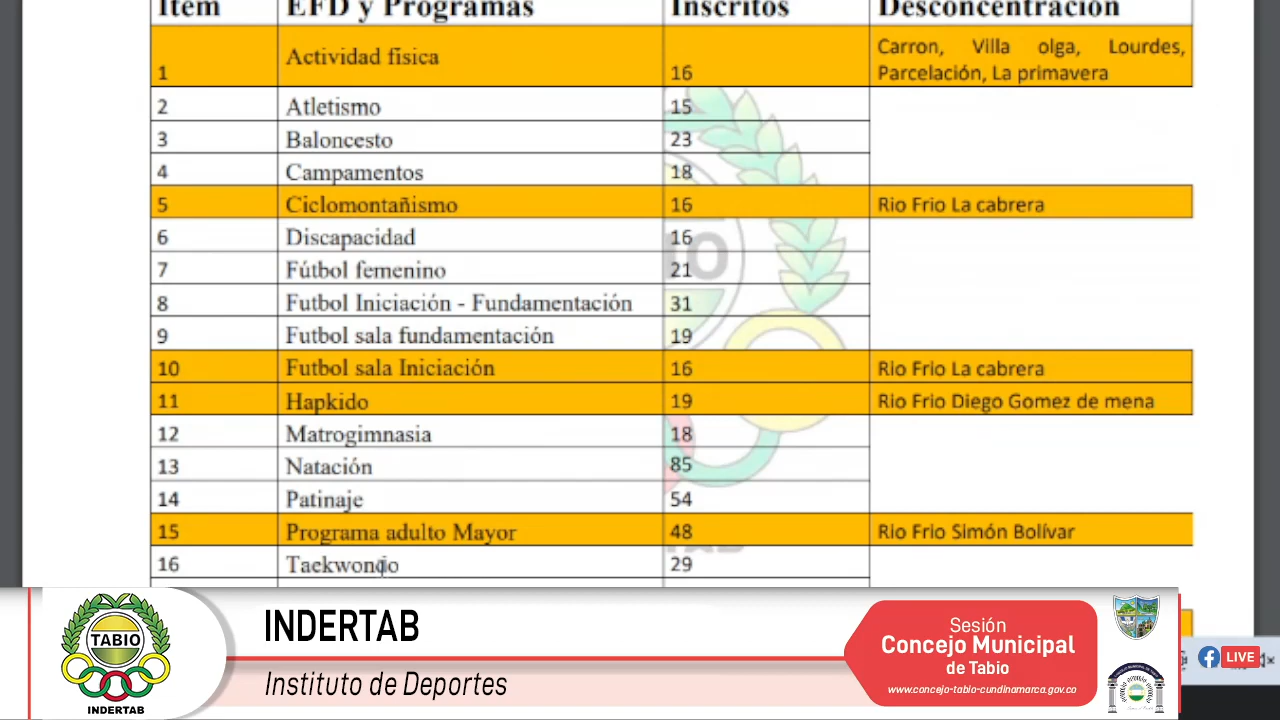 Item EFD y Programas Inscritos Desconcentración
1 Actividad física 16 Carron, Villa olga, Lourdes,
Parcelación, La primavera
2 Atletismo 15
3 Baloncesto 23
4 Campamentos 18
5 Ciclomontañismo 16 Rio Frio La cabrera
6 Discapacidad 16
7 Fútbol femenino 21
8 Futbol Iniciación - Fundamentación 31
9 Futbol sala fundamentación 19
10 Futbol sala Iniciación 16 Rio Frio La cabrera
11 Hapkido 19 Rio Frio Diego Gomez de mena
12 Matrogimnasia 18
13 Natación 85
14 Patinaje 54
15 Programa adulto Mayor 48 Rio Frio Simón Bolívar
16 Taekwondo 29
TABIO
INDERTAB
INDERTAB
Instituto de Deportes
Sesión
Concejo Municipal
de Tabio
www.concejo-tabio-cundinamarca.gov.co
LIVE